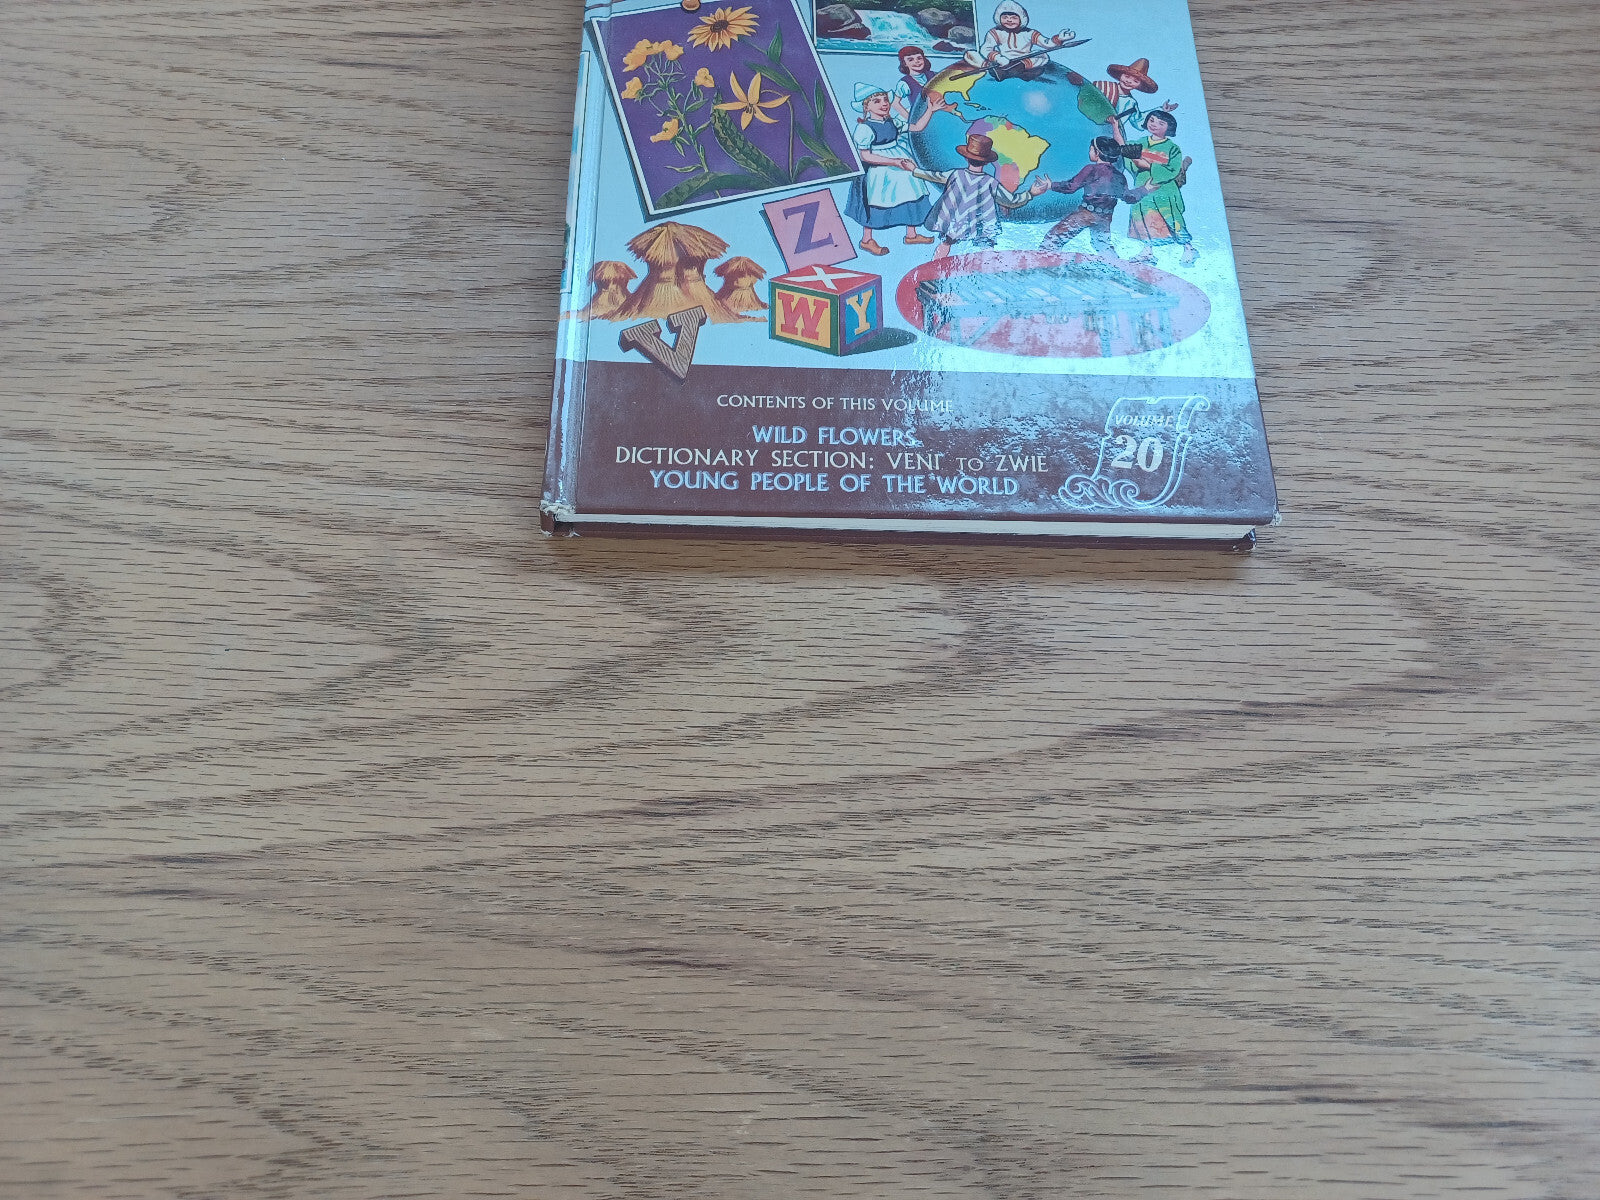 Z
X
W Y
V
CONTENTS OF THIS VOLUME
WILD FLOWERS
DICTIONARY SECTION: VENT TO ZWIE
YOUNG PEOPLE OF THE WORLD
VOLUME
20